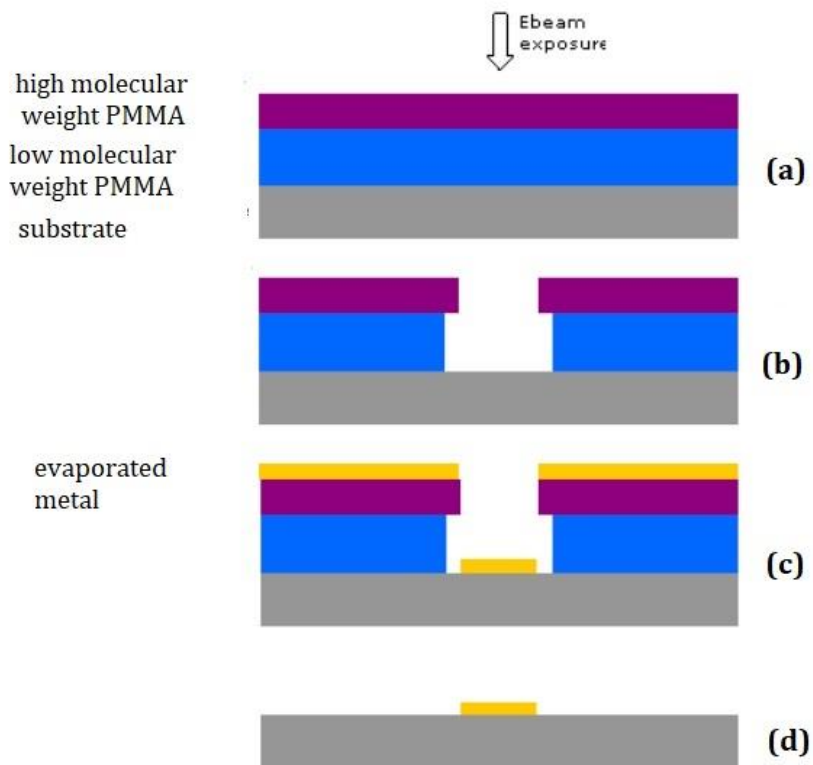 Ebeam
exposure
high molecular
weight PMMA
low molecular
weight PMMA
(a)
substrate
(b)
evaporated
metal
(c)
(d)